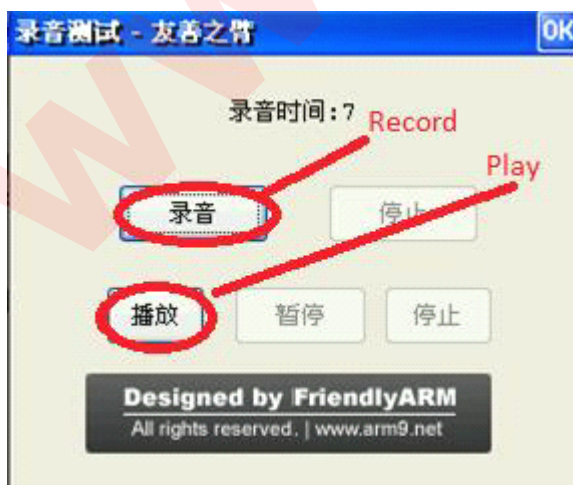 录音测试 - 友善之臂
OK
录音时间:7
Record
Play
录音
停止
播放
暂停
停止
Designed by FriendlyARM
All rights reserved. | www.arm9.net